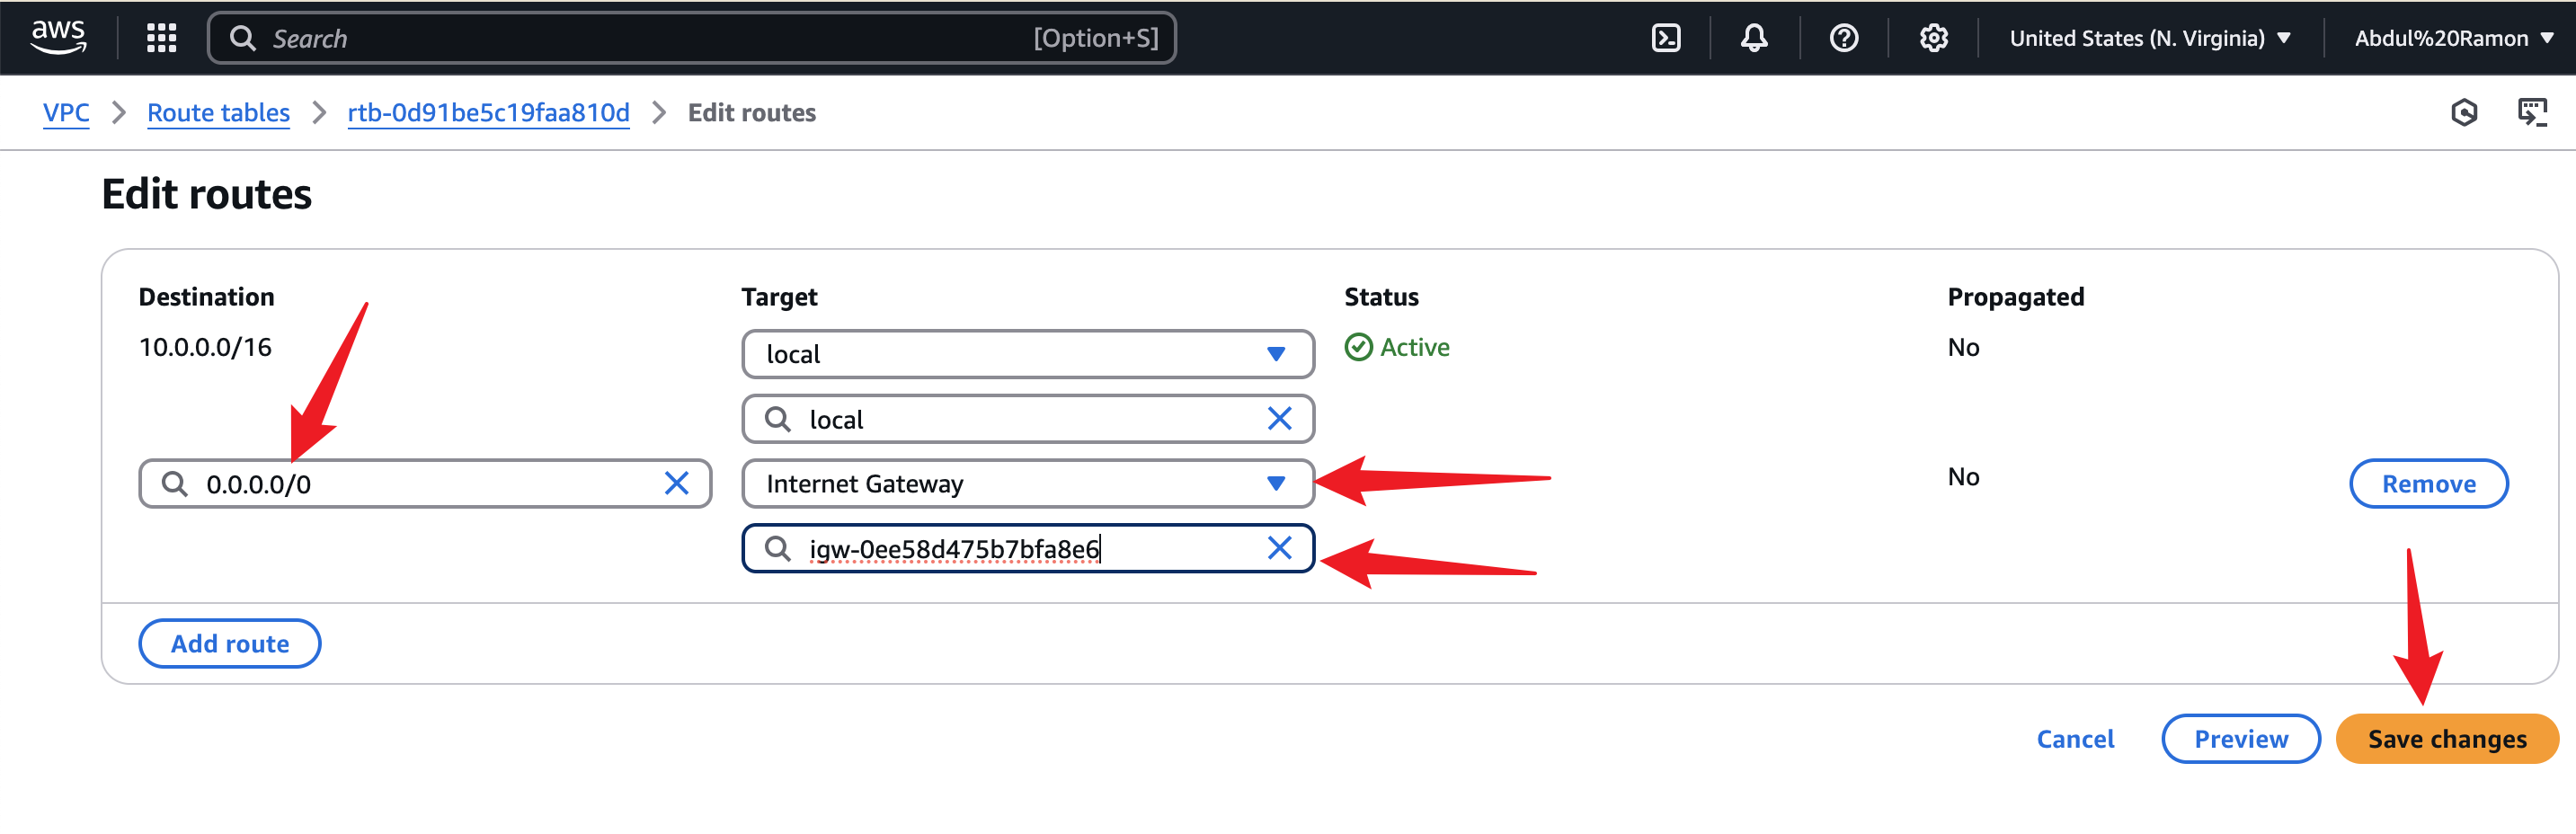 aws
Search [Option+S] United States (N. Virginia) Abdul%20Ramon
VPC Route tables rtb-0d91be5c19faa810d Edit routes
Edit routes
Destination Target Status Propagated
10.0.0.0/16 local Active No
local
0.0.0.0/0 Internet Gateway No Remove
igw-0ee58d475b7bfa8e6
Add route
Cancel Preview Save changes